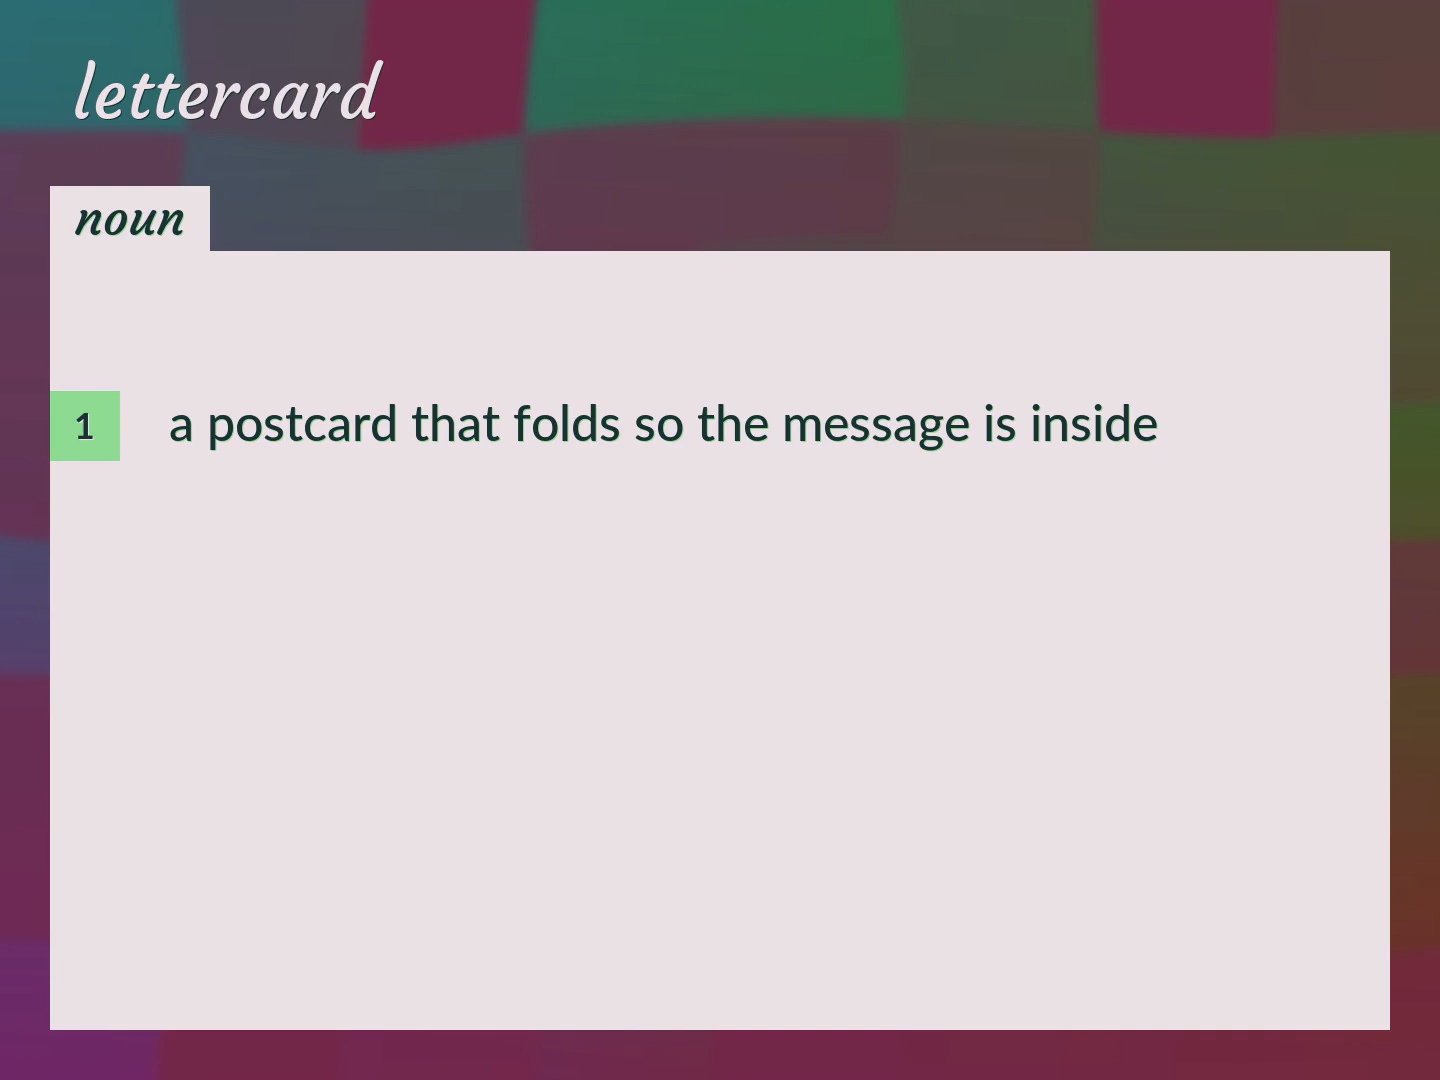 lettercard
noun
1 a postcard that folds so the message is inside